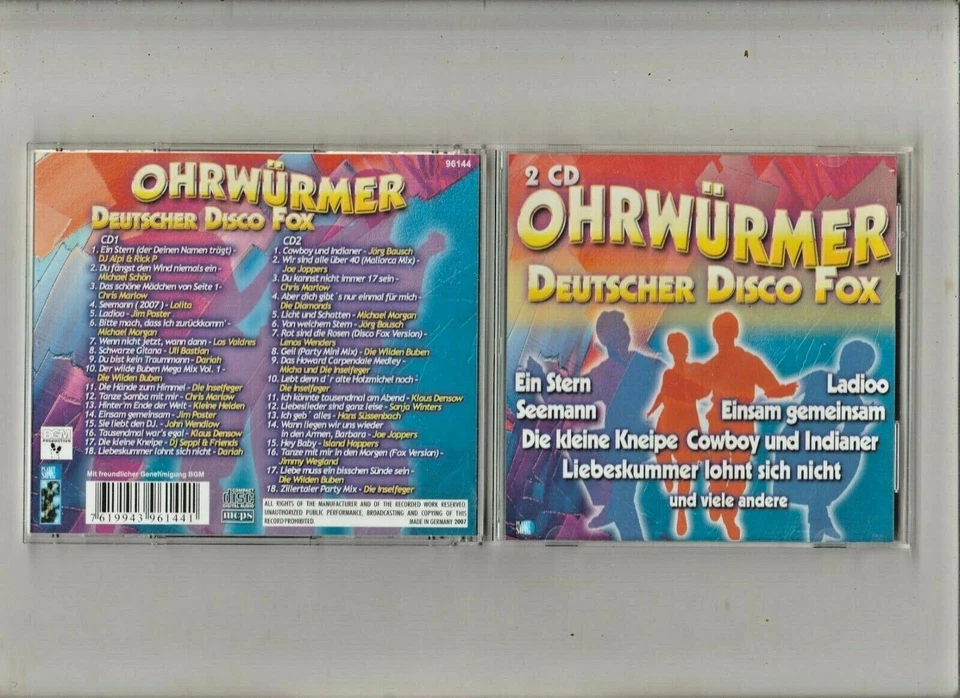 96144
OHRWÜRMER
DEUTSCHER DISCO FOX
CD1
1. Ein Stern (der Deinen Namen trägt) -
DJ Alpi & Rick P
2. Du fängst den Wind niemals ein -
Michael Schön
3. Das schöne Mädchen von Seite 1-
Chris Marlow
4. Seemann ( 2007 ) - Lolita
5. Ladioo - Jim Poster
6. Bitte mach, dass ich zurückkomm' -
Michael Morgan
7. Wenn nicht jetzt, wann dann - Los Valdres
8. Schwarze Gitana - Uli Bastian
9. Du bist kein Traummann - Dariah
10. Der wilde Buben Mega Mix Vol. 1 -
Die Wilden Buben
11. Die Hände zum Himmel - Die Inselfeger
12. Tanze Samba mit mir - Chris Marlow
13. Hinter'm Ende der Welt - Kleine Helden
14. Einsam gemeinsam - Jim Poster
15. Sie liebt den DJ. - John Wendlow
16. Tausendmal war's egal - Klaus Densow
17. Die kleine Kneipe - DJ Seppl & Friends
18. Liebeskummer lohnt sich nicht - Dariah
CD2
1. Cowboy und Indianer - Jörg Bausch
2. Wir sind alle über 40 (Mallorca Mix) -
Joe Joppers
3. Du kannst nicht immer 17 sein -
Chris Marlow
4. Aber dich gibt`s nur einmal für mich -
Die Diamonds
5. Licht und Schatten - Michael Morgan
6. Von welchem Stern - Jörg Bausch
7. Rot sind die Rosen (Disco Fox Version) -
Lenas Wenders
8. Geil (Party Mini Mix) - Die Wilden Buben
9. Das Howard Carpendale Medley -
Micha und Die Inselfeger
10. Lebt denn d`r alte Holzmichel noch -
Die Inselfeger
11. Ich könnte tausendmal am Abend - Klaus Densow
12. Liebeslieder sind ganz leise - Sonja Winters
13. Ich geb` alles - Hans Süssenbach
14. Wann liegen wir uns wieder
in den Armen, Barbara - Joe Joppers
15. Hey Baby - Island Hoppers
16. Tanze mit mir in den Morgen (Fox Version) -
Jimmy Wegland
17. Liebe muss ein bisschen Sünde sein -
Die Wilden Buben
18. Zillertaler Party Mix - Die Inselfeger
BGM
Mit freundlicher Genehmigung BGM
7 619943 961441
COMPACT
disc
DIGITAL AUDIO
mcps
ALL RIGHTS OF THE MANUFACTURER AND OF THE RECORDED WORK RESERVED.
UNAUTHORIZED PUBLIC PERFORMANCE, BROADCASTING AND COPYING OF THIS
RECORD PROHIBITED. MADE IN GERMANY 2007
2 CD
OHRWÜRMER
DEUTSCHER DISCO FOX
Ein Stern Ladioo
Seemann Einsam gemeinsam
Die kleine Kneipe Cowboy und Indianer
Liebeskummer lohnt sich nicht
und viele andere